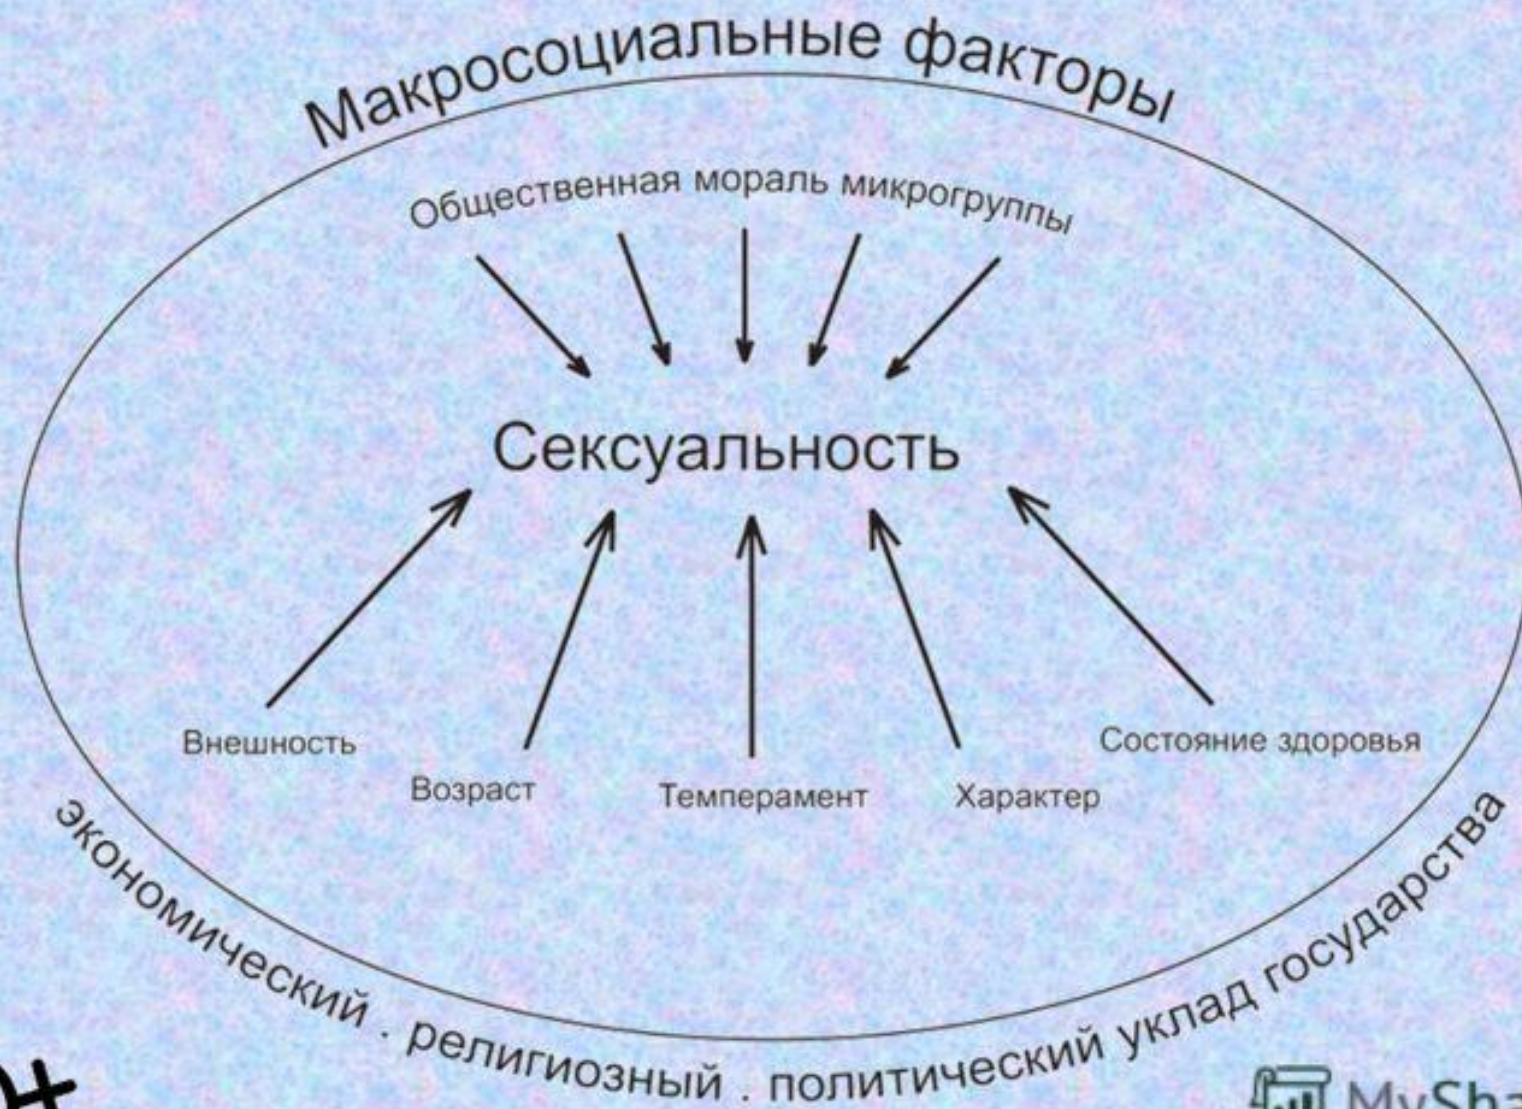 Макросоциальные факторы
Общественная мораль микрогруппы
Сексуальность
Внешность
Возраст
Темперамент
Характер
Состояние здоровья
экономический . религиозный . политический уклад государства